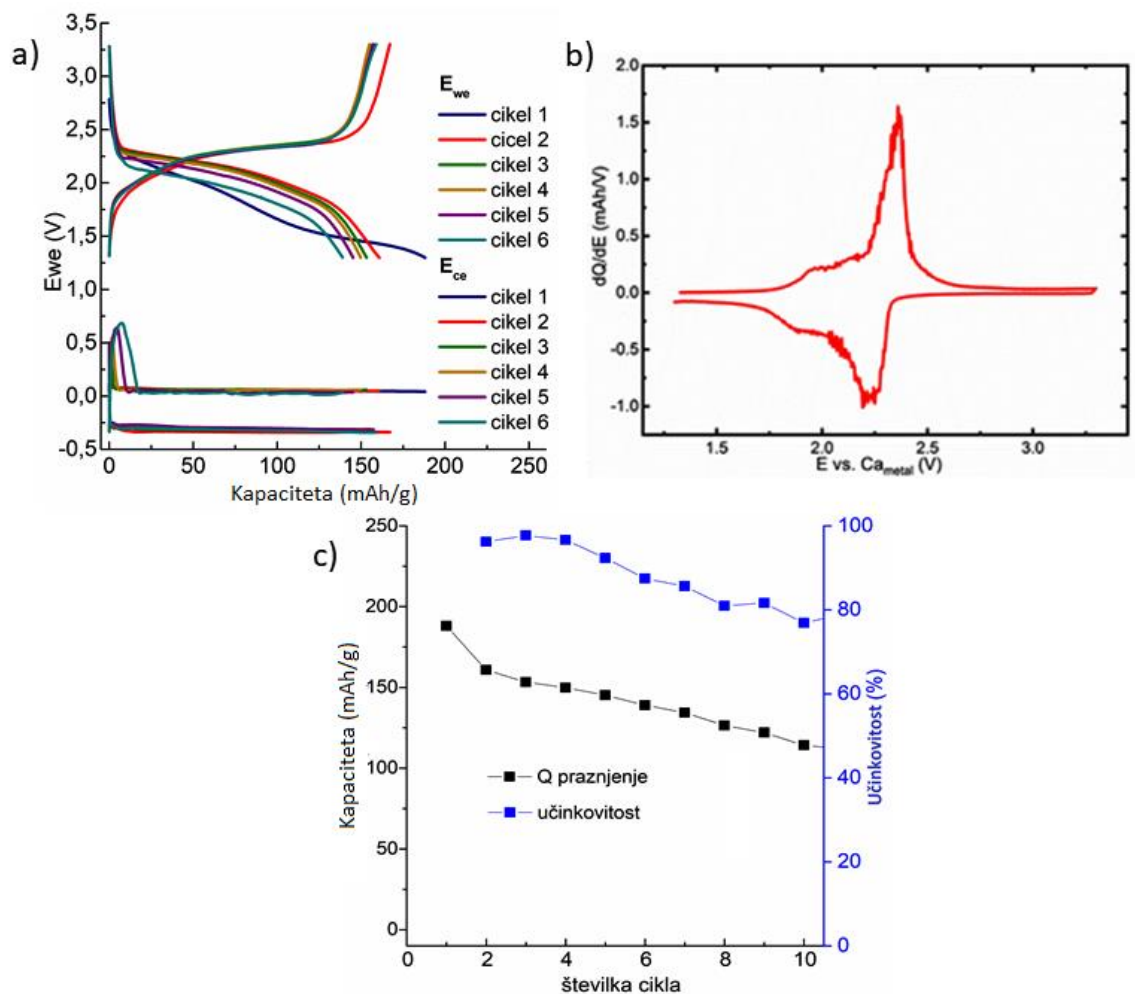 a)
Ewe (V)
3,5
3,0
2,5
2,0
1,5
1,0
0,5
0,0
-0,5
0 50 100 150 200 250
Kapaciteta (mAh/g)
E_we
cikel 1
cicel 2
cikel 3
cikel 4
cikel 5
cikel 6
E_ce
cikel 1
cikel 2
cikel 3
cikel 4
cikel 5
cikel 6
b)
dQ/dE (mAh/V)
2.0
1.5
1.0
0.5
0.0
-0.5
-1.0
1.5 2.0 2.5 3.0
E vs. Ca_metal (V)
c)
Kapaciteta (mAh/g)
250
200
150
100
50
0
0 2 4 6 8 10
številka cikla
Q praznjenje
učinkovitost
100
80
60
40
20
0
Učinkovitost (%)